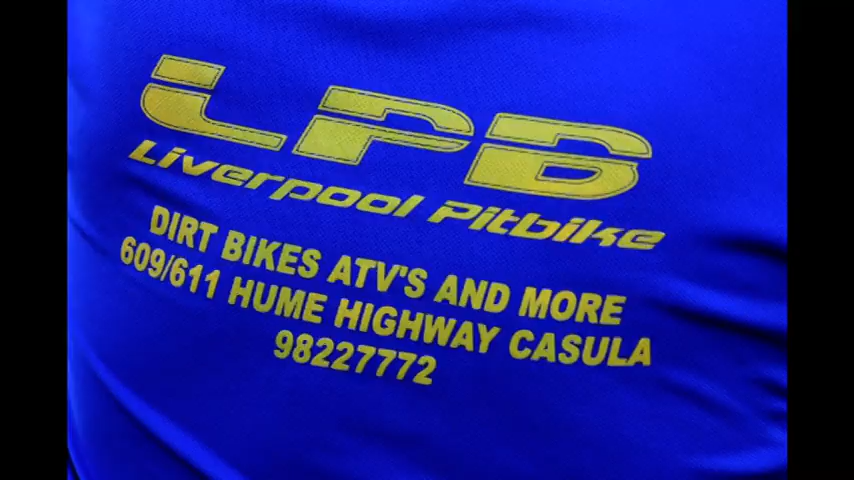 LPB
Liverpool Pitbike
DIRT BIKES ATV'S AND MORE
609/611 HUME HIGHWAY CASULA
98227772